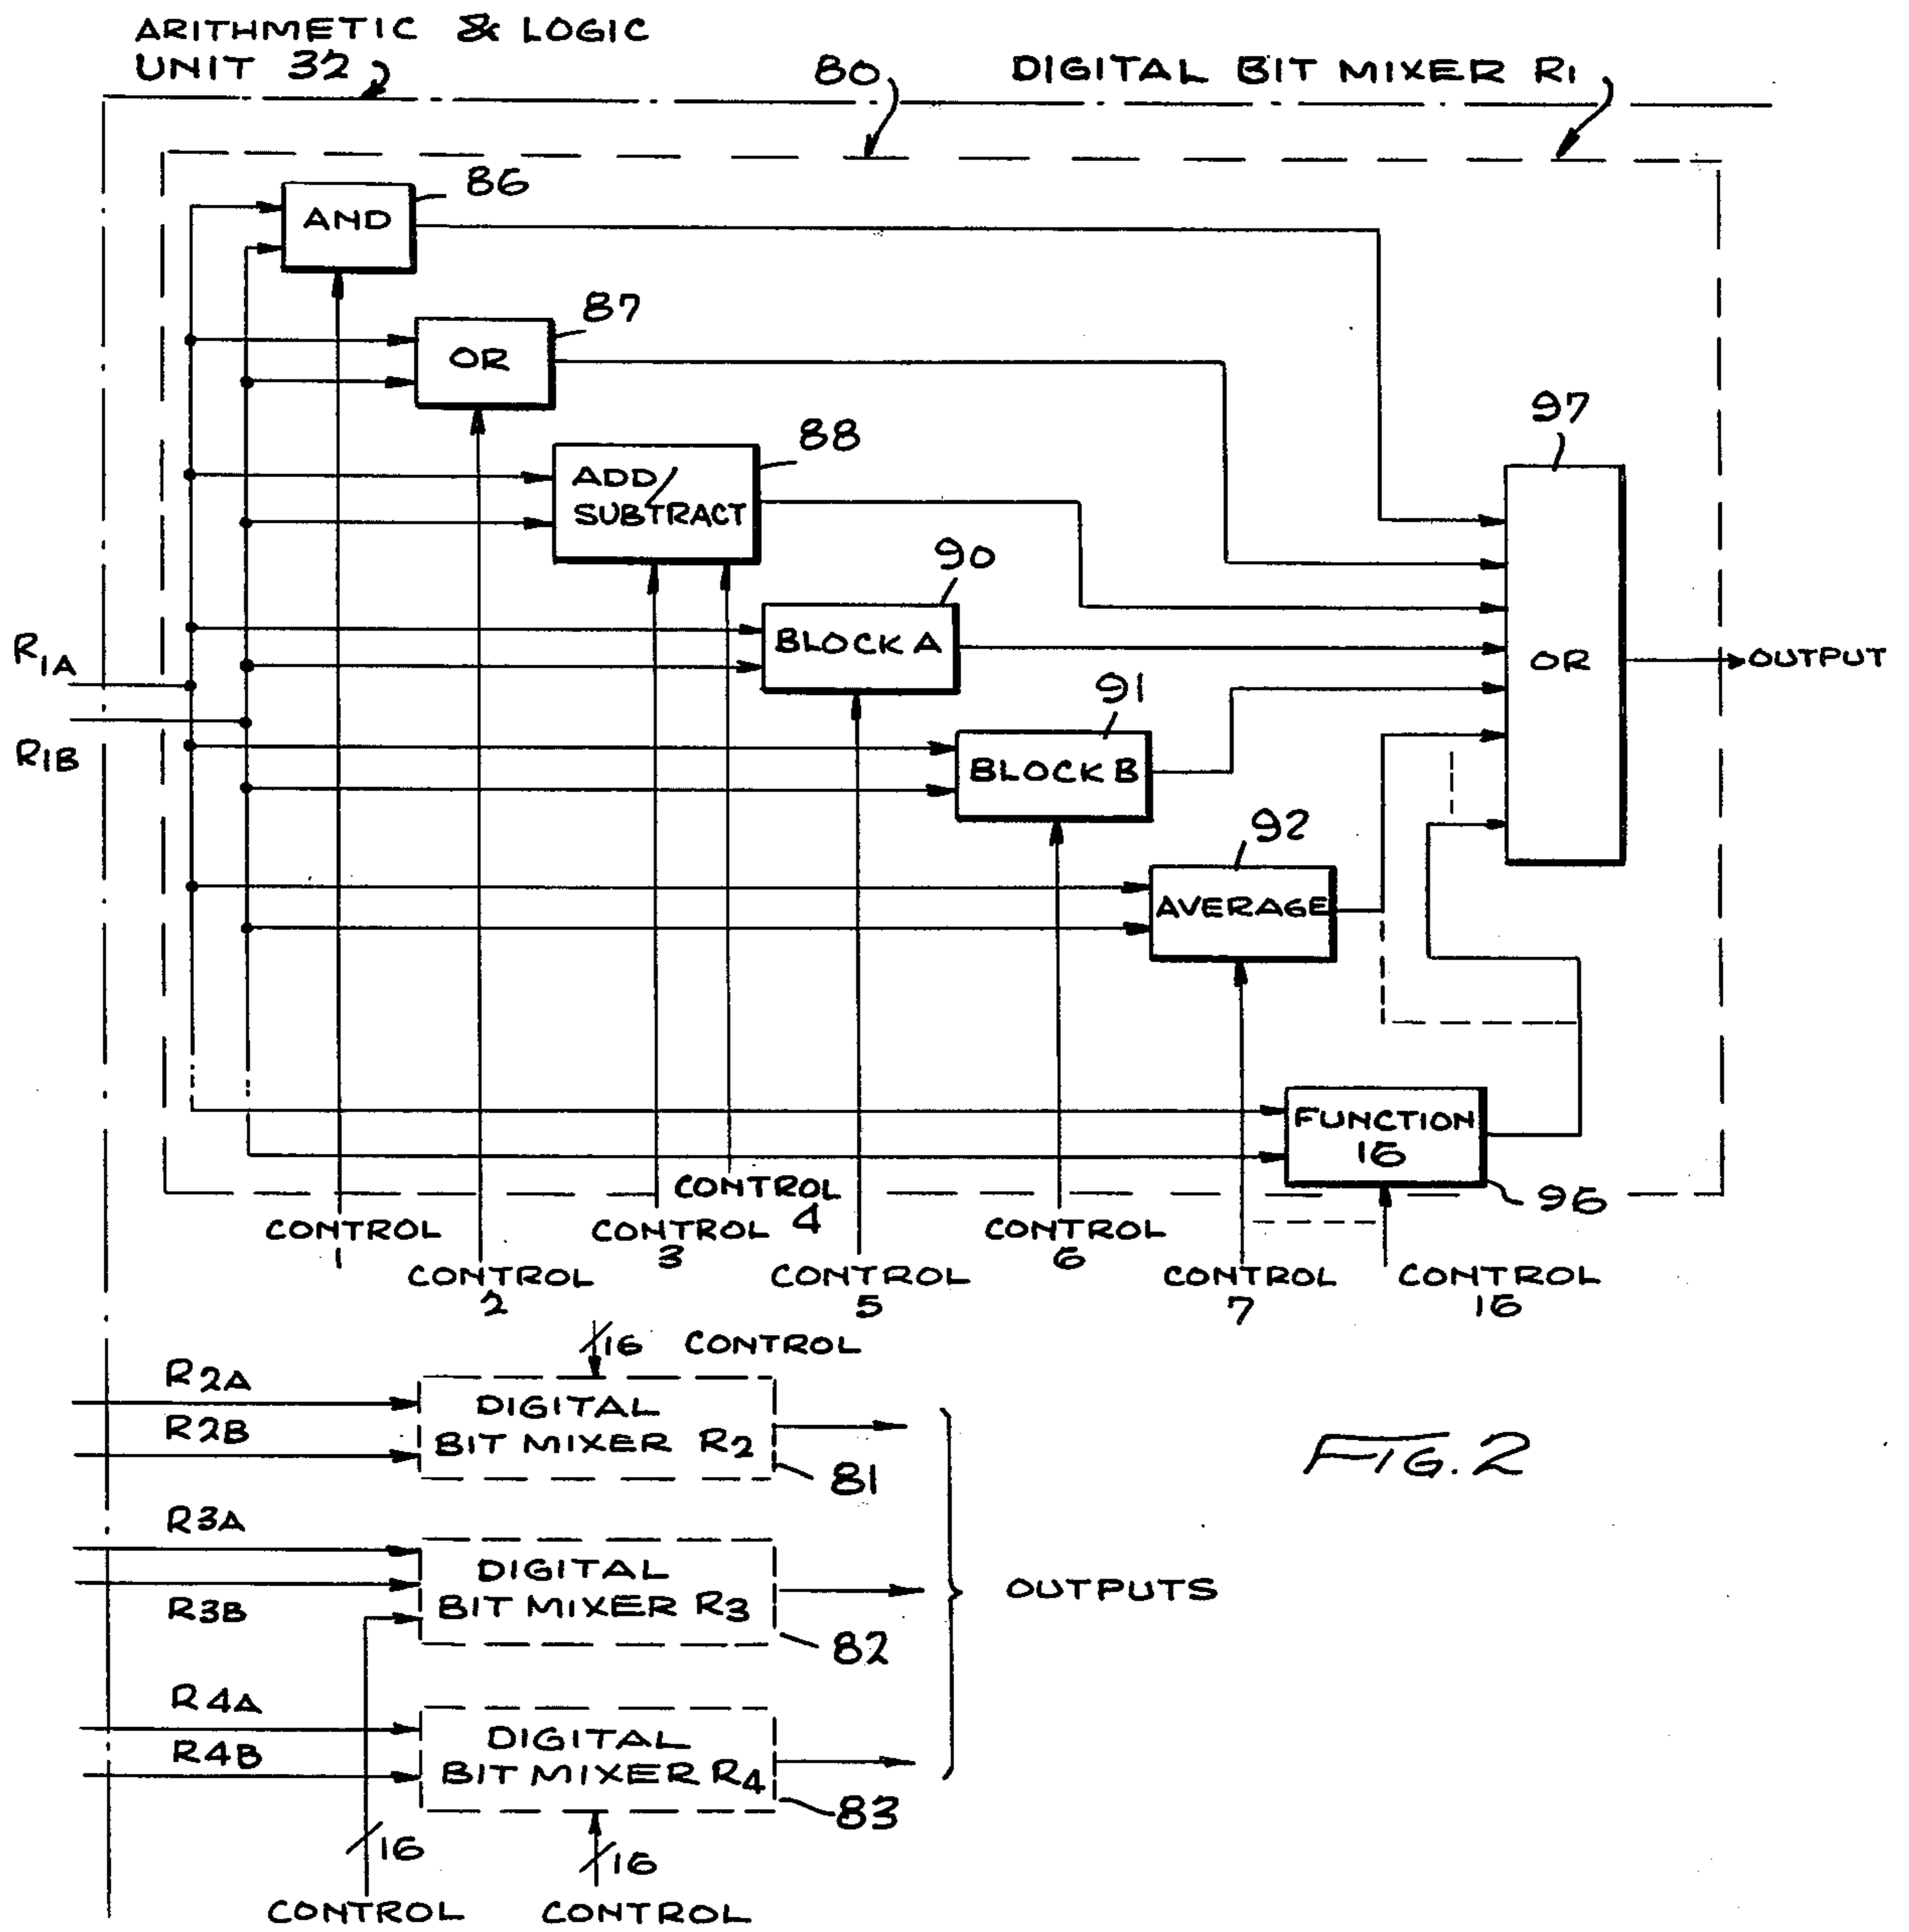 ARITHMETIC & LOGIC
UNIT 32
80
DIGITAL BIT MIXER R1
86
AND
87
OR
88
ADD/
SUBTRACT
97
90
BLOCK A
R1A
OR
OUTPUT
91
R1B
BLOCK B
92
AVERAGE
FUNCTION
16
96
CONTROL
4
CONTROL
1
CONTROL
3
CONTROL
6
CONTROL
2
CONTROL
5
CONTROL
7
CONTROL
16
16 CONTROL
R2A
DIGITAL
BIT MIXER R2
R2B
81
FIG. 2
R3A
DIGITAL
BIT MIXER R3
R3B
82
OUTPUTS
R4A
DIGITAL
BIT MIXER R4
R4B
83
16
16
CONTROL
CONTROL